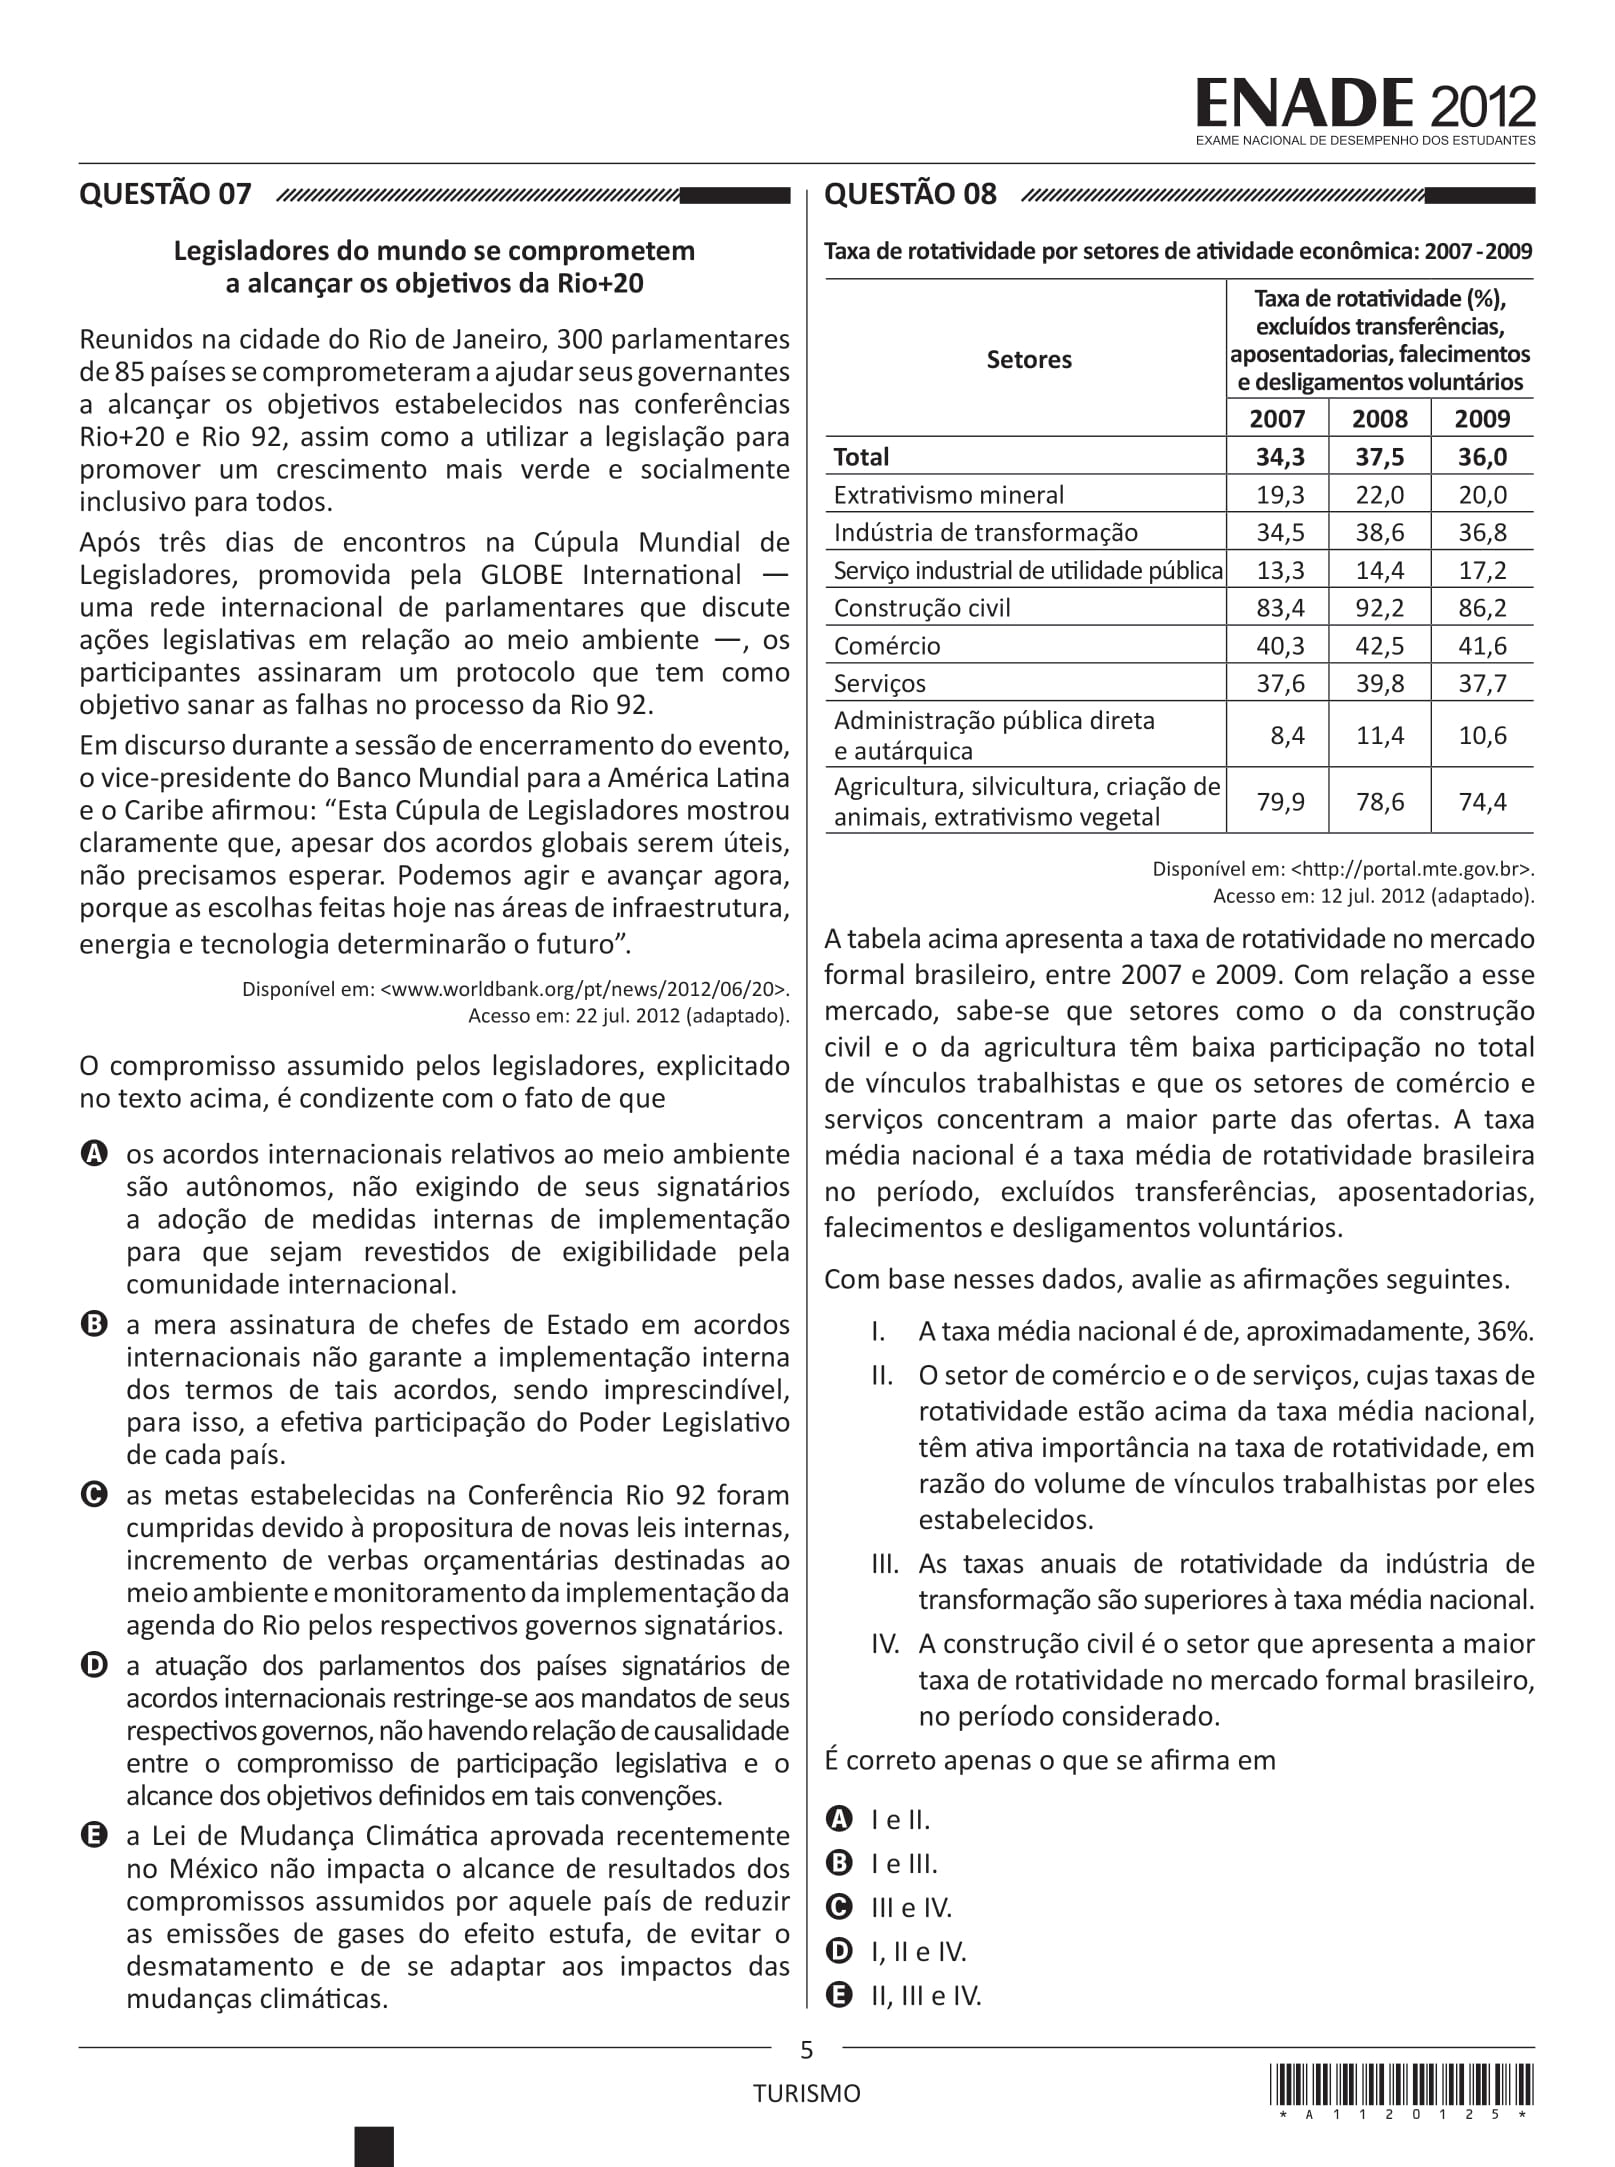 ENADE 2012
EXAME NACIONAL DE DESEMPENHO DOS ESTUDANTES
QUESTÃO 07
Legisladores do mundo se comprometem
a alcançar os objetivos da Rio+20
Reunidos na cidade do Rio de Janeiro, 300 parlamentares
de 85 países se comprometeram a ajudar seus governantes
a alcançar os objetivos estabelecidos nas conferências
Rio+20 e Rio 92, assim como a utilizar a legislação para
promover um crescimento mais verde e socialmente
inclusivo para todos.
Após três dias de encontros na Cúpula Mundial de
Legisladores, promovida pela GLOBE International —
uma rede internacional de parlamentares que discute
ações legislativas em relação ao meio ambiente —, os
participantes assinaram um protocolo que tem como
objetivo sanar as falhas no processo da Rio 92.
Em discurso durante a sessão de encerramento do evento,
o vice-presidente do Banco Mundial para a América Latina
e o Caribe afirmou: “Esta Cúpula de Legisladores mostrou
claramente que, apesar dos acordos globais serem úteis,
não precisamos esperar. Podemos agir e avançar agora,
porque as escolhas feitas hoje nas áreas de infraestrutura,
energia e tecnologia determinarão o futuro”.
Disponível em: <www.worldbank.org/pt/news/2012/06/20>.
Acesso em: 22 jul. 2012 (adaptado).
O compromisso assumido pelos legisladores, explicitado
no texto acima, é condizente com o fato de que
A os acordos internacionais relativos ao meio ambiente
são autônomos, não exigindo de seus signatários
a adoção de medidas internas de implementação
para que sejam revestidos de exigibilidade pela
comunidade internacional.
B a mera assinatura de chefes de Estado em acordos
internacionais não garante a implementação interna
dos termos de tais acordos, sendo imprescindível,
para isso, a efetiva participação do Poder Legislativo
de cada país.
C as metas estabelecidas na Conferência Rio 92 foram
cumpridas devido à propositura de novas leis internas,
incremento de verbas orçamentárias destinadas ao
meio ambiente e monitoramento da implementação da
agenda do Rio pelos respectivos governos signatários.
D a atuação dos parlamentos dos países signatários de
acordos internacionais restringe-se aos mandatos de seus
respectivos governos, não havendo relação de causalidade
entre o compromisso de participação legislativa e o
alcance dos objetivos definidos em tais convenções.
E a Lei de Mudança Climática aprovada recentemente
no México não impacta o alcance de resultados dos
compromissos assumidos por aquele país de reduzir
as emissões de gases do efeito estufa, de evitar o
desmatamento e de se adaptar aos impactos das
mudanças climáticas.
QUESTÃO 08
Taxa de rotatividade por setores de atividade econômica: 2007-2009
Setores
Taxa de rotatividade (%),
excluídos transferências,
aposentadorias, falecimentos
e desligamentos voluntários
2007 2008 2009
Total 34,3 37,5 36,0
Extrativismo mineral 19,3 22,0 20,0
Indústria de transformação 34,5 38,6 36,8
Serviço industrial de utilidade pública 13,3 14,4 17,2
Construção civil 83,4 92,2 86,2
Comércio 40,3 42,5 41,6
Serviços 37,6 39,8 37,7
Administração pública direta
e autárquica 8,4 11,4 10,6
Agricultura, silvicultura, criação de
animais, extrativismo vegetal 79,9 78,6 74,4
Disponível em: <http://portal.mte.gov.br>.
Acesso em: 12 jul. 2012 (adaptado).
A tabela acima apresenta a taxa de rotatividade no mercado
formal brasileiro, entre 2007 e 2009. Com relação a esse
mercado, sabe-se que setores como o da construção
civil e o da agricultura têm baixa participação no total
de vínculos trabalhistas e que os setores de comércio e
serviços concentram a maior parte das ofertas. A taxa
média nacional é a taxa média de rotatividade brasileira
no período, excluídos transferências, aposentadorias,
falecimentos e desligamentos voluntários.
Com base nesses dados, avalie as afirmações seguintes.
I. A taxa média nacional é de, aproximadamente, 36%.
II. O setor de comércio e o de serviços, cujas taxas de
rotatividade estão acima da taxa média nacional,
têm ativa importância na taxa de rotatividade, em
razão do volume de vínculos trabalhistas por eles
estabelecidos.
III. As taxas anuais de rotatividade da indústria de
transformação são superiores à taxa média nacional.
IV. A construção civil é o setor que apresenta a maior
taxa de rotatividade no mercado formal brasileiro,
no período considerado.
É correto apenas o que se afirma em
A I e II.
B I e III.
C III e IV.
D I, II e IV.
E II, III e IV.
5
TURISMO
* A 1 1 2 0 1 2 5 *